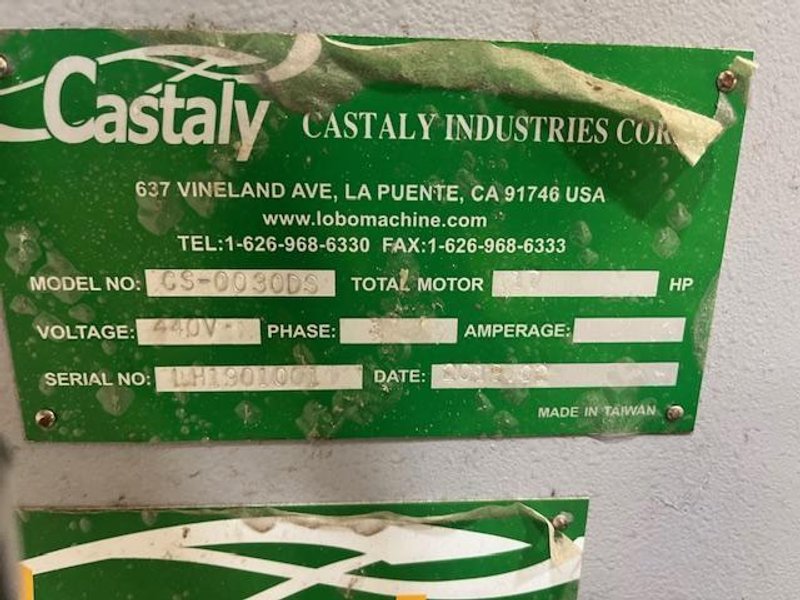 Castaly CASTALY INDUSTRIES COR
637 VINELAND AVE, LA PUENTE, CA 91746 USA
www.lobomachine.com
TEL:1-626-968-6330 FAX:1-626-968-6333
MODEL NO: CS-0030DS TOTAL MOTOR HP
VOLTAGE: 440V PHASE: AMPERAGE:
SERIAL NO: LH1901001 DATE:
MADE IN TAIWAN